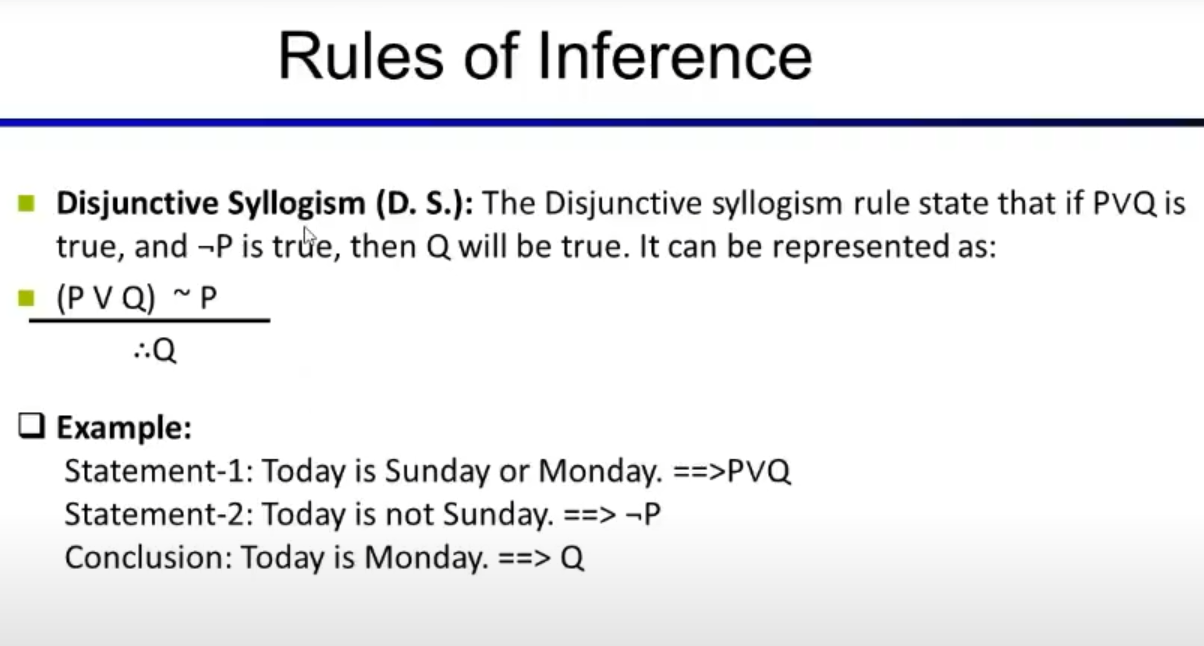 Rules of Inference
Disjunctive Syllogism (D. S.): The Disjunctive syllogism rule state that if PVQ is
true, and ¬P is true, then Q will be true. It can be represented as:
(P V Q) ~ P
∴Q
Example:
Statement-1: Today is Sunday or Monday. ==>PVQ
Statement-2: Today is not Sunday. ==> ¬P
Conclusion: Today is Monday. ==> Q